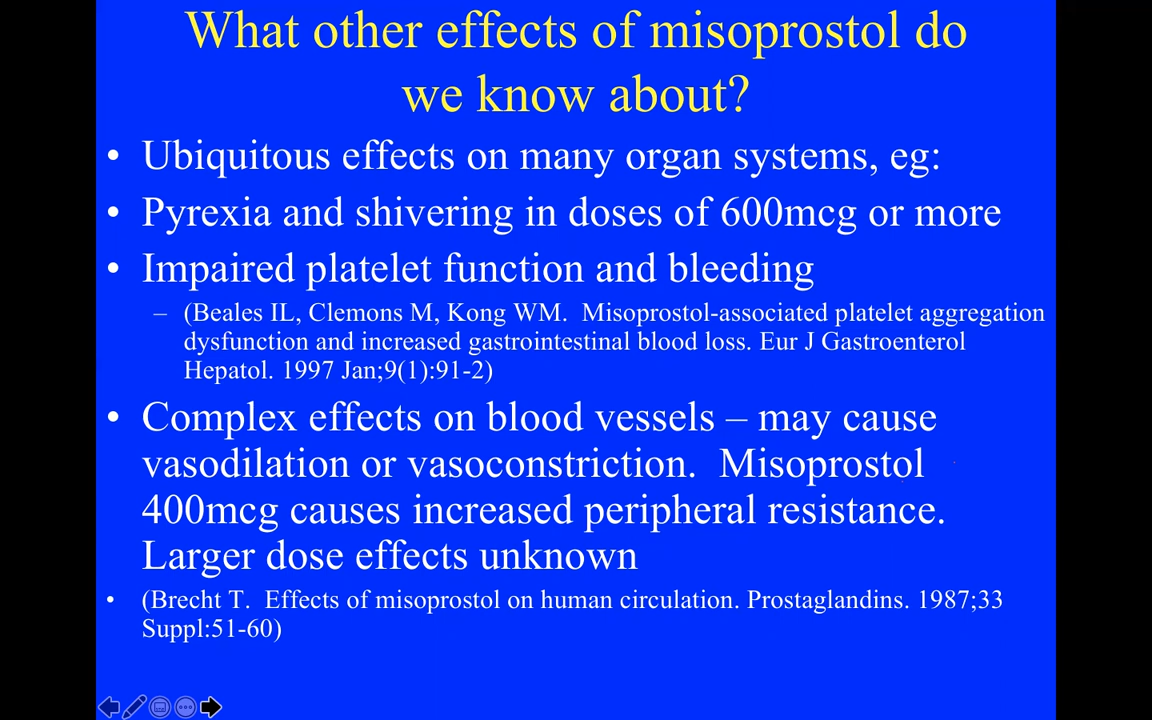 What other effects of misoprostol do
we know about?
• Ubiquitous effects on many organ systems, eg:
• Pyrexia and shivering in doses of 600mcg or more
• Impaired platelet function and bleeding
– (Beales IL, Clemons M, Kong WM.  Misoprostol-associated platelet aggregation
dysfunction and increased gastrointestinal blood loss. Eur J Gastroenterol
Hepatol. 1997 Jan;9(1):91-2)
• Complex effects on blood vessels – may cause
vasodilation or vasoconstriction.  Misoprostol
400mcg causes increased peripheral resistance.
Larger dose effects unknown
• (Brecht T.  Effects of misoprostol on human circulation. Prostaglandins. 1987;33
Suppl:51-60)